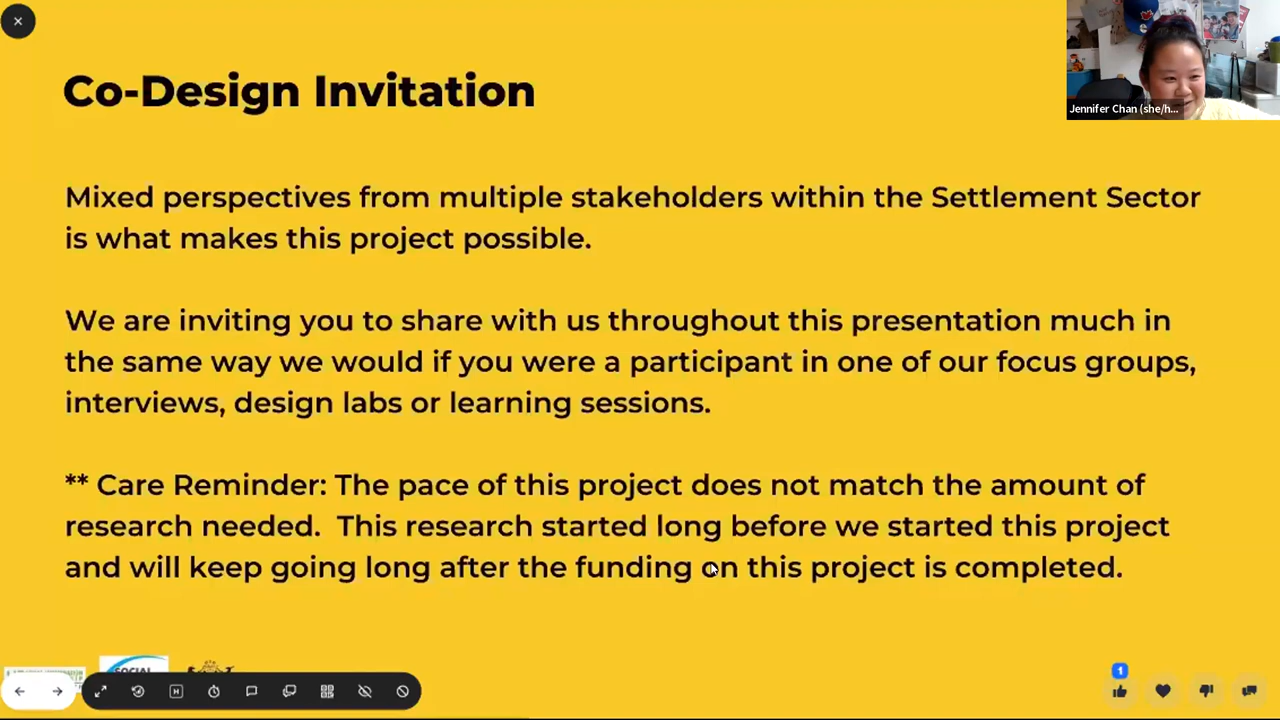 Co-Design Invitation
Jennifer Chan (she/h...
Mixed perspectives from multiple stakeholders within the Settlement Sector
is what makes this project possible.
We are inviting you to share with us throughout this presentation much in
the same way we would if you were a participant in one of our focus groups,
interviews, design labs or learning sessions.
** Care Reminder: The pace of this project does not match the amount of
research needed.  This research started long before we started this project
and will keep going long after the funding on this project is completed.
SOCIAL
H
1